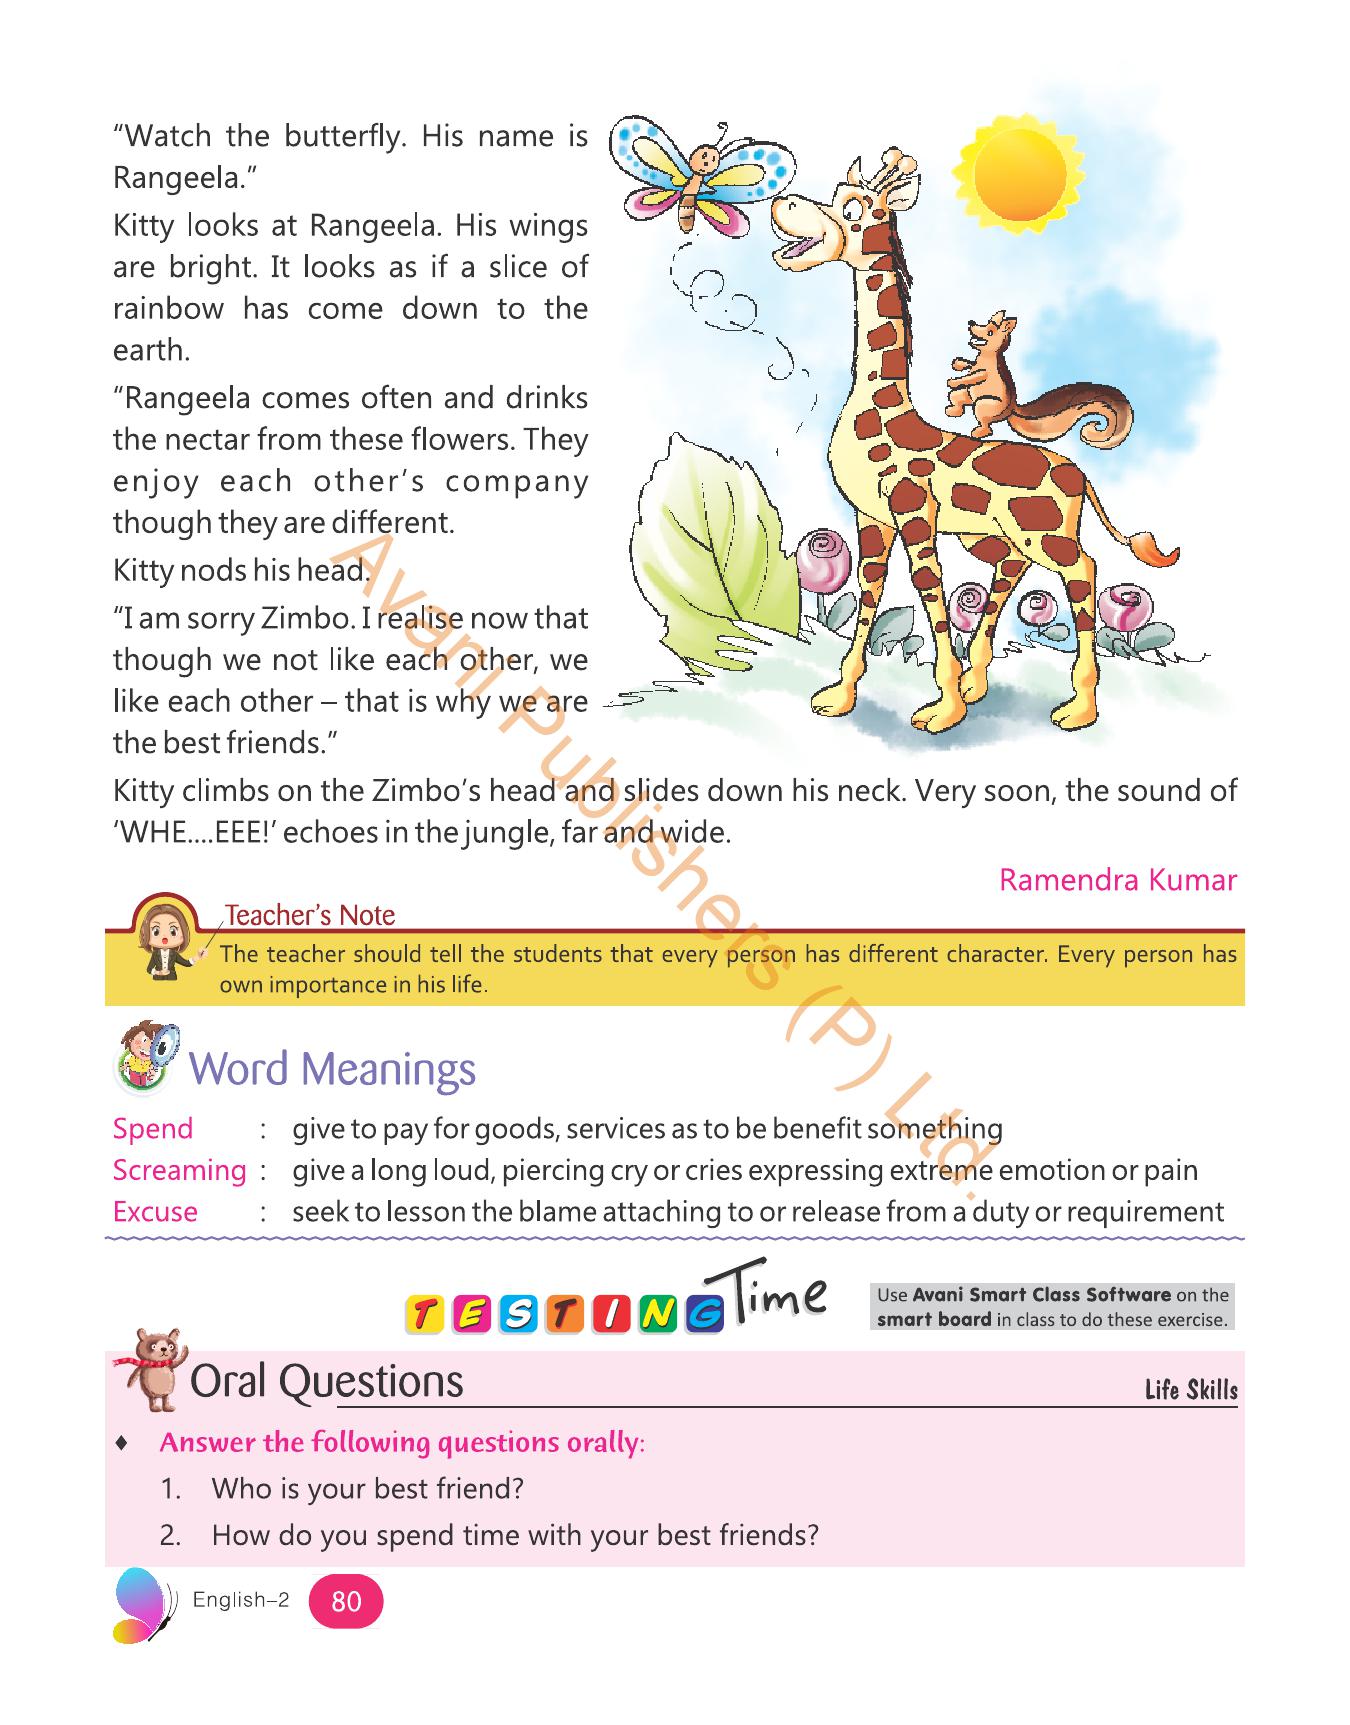 “Watch the butterfly. His name is
Rangeela.”
Kitty looks at Rangeela. His wings
are bright. It looks as if a slice of
rainbow has come down to the
earth.
“Rangeela comes often and drinks
the nectar from these flowers. They
enjoy each other’s company
though they are different.
Kitty nods his head.
“I am sorry Zimbo. I realise now that
though we not like each other, we
like each other – that is why we are
the best friends.”
Kitty climbs on the Zimbo’s head and slides down his neck. Very soon, the sound of
‘WHE....EEE!’ echoes in the jungle, far and wide.
Ramendra Kumar
Teacher’s Note
The teacher should tell the students that every person has different character. Every person has
own importance in his life.
Word Meanings
Spend : give to pay for goods, services as to be benefit something
Screaming : give a long loud, piercing cry or cries expressing extreme emotion or pain
Excuse : seek to lesson the blame attaching to or release from a duty or requirement
TESTING Time
Use Avani Smart Class Software on the
smart board in class to do these exercise.
Oral Questions
Life Skills
♦ Answer the following questions orally:
1. Who is your best friend?
2. How do you spend time with your best friends?
English–2 80
Avani Publishers (P) Ltd.